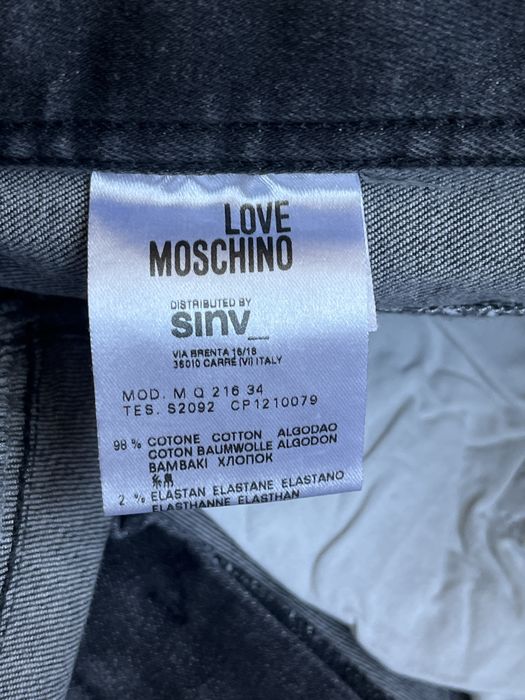 LOVE
MOSCHINO
DISTRIBUTED BY
sinv_
VIA BRENTA 16/18
36010 CARRÈ (VI) ITALY
MOD. M Q 216 34
TES. S2092 CP1210079
98 % COTONE COTTON ALGODAO
COTON BAUMWOLLE ALGODON
BAMBAKI ХЛОПОК
棉
2 % ELASTAN ELASTANE ELASTANO
ELASTHANNE ELASTHAN